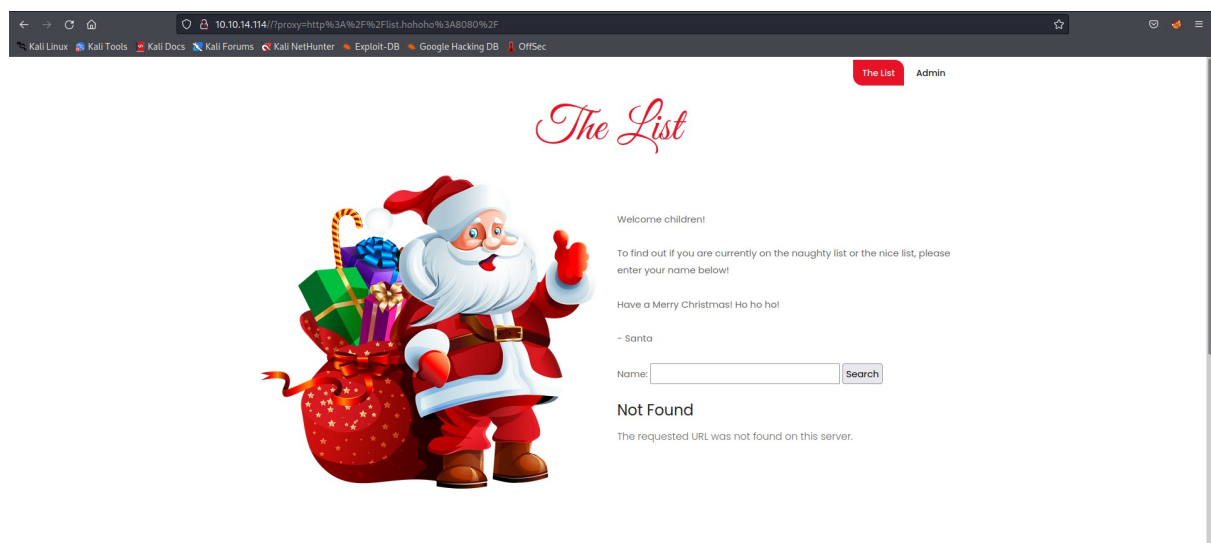 10.10.14.114//?proxy=http%3A%2F%2Flist.hohoho%3A8080%2F
Kali Linux Kali Tools Kali Docs Kali Forums Kali NetHunter Exploit-DB Google Hacking DB OffSec
The List Admin
The List
Welcome children!
To find out if you are currently on the naughty list or the nice list, please
enter your name below!
Have a Merry Christmas! Ho ho ho!
- Santa
Name: Search
Not Found
The requested URL was not found on this server.